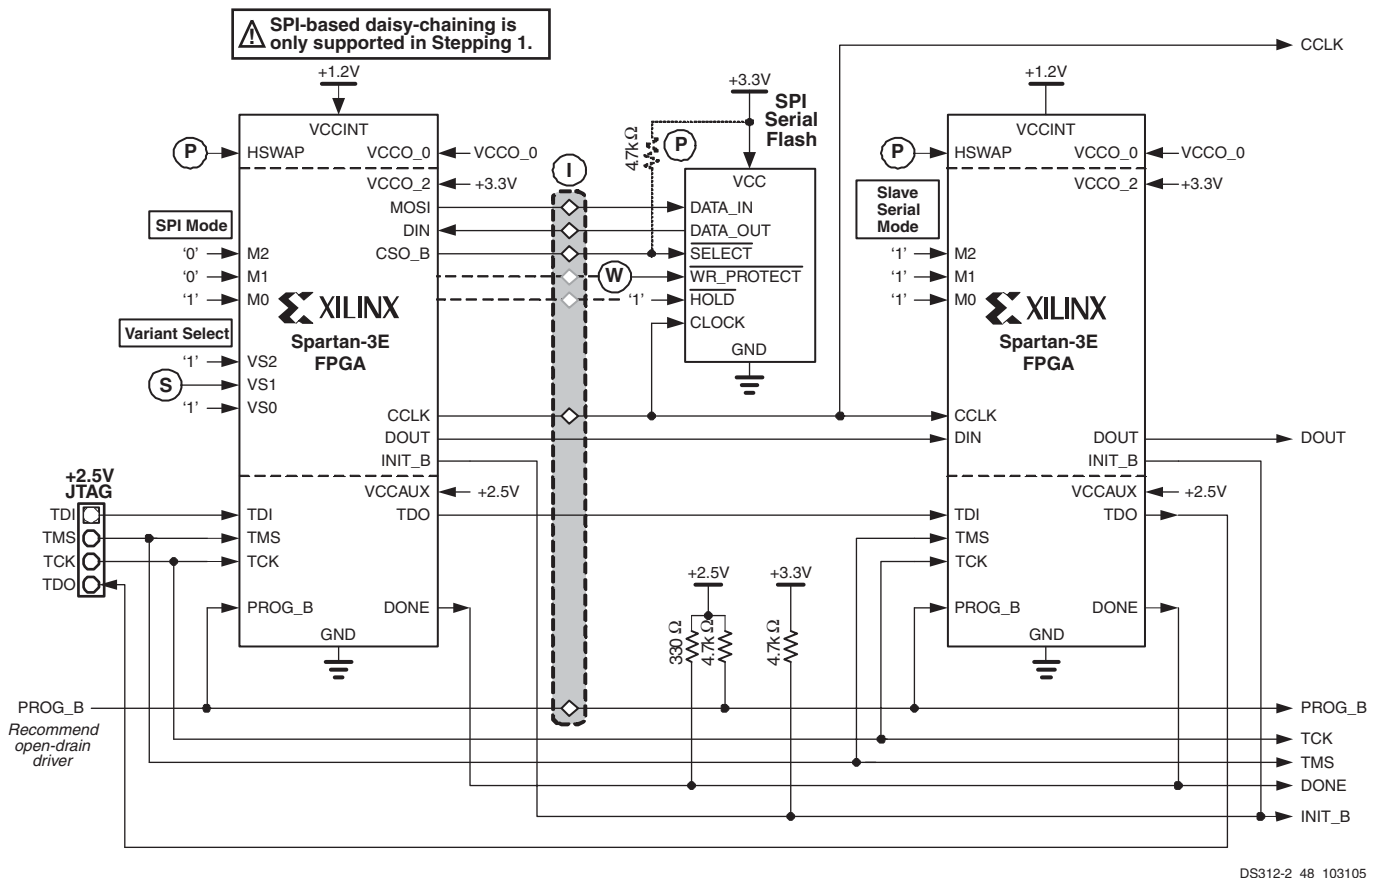 SPI-based daisy-chaining is
only supported in Stepping 1.
CCLK
+1.2V
+3.3V
+1.2V
SPI
Serial
Flash
VCCINT
HSWAP
VCCO_0
VCCO_0
P
VCCO_2
+3.3V
MOSI
DIN
CSO_B
SPI Mode
'0'
M2
'0'
M1
'1'
M0
XILINX
Spartan-3E
FPGA
Variant Select
'1'
VS2
S
VS1
'1'
VS0
CCLK
DOUT
INIT_B
I
4.7kΩ
P
VCC
DATA_IN
DATA_OUT
SELECT
W
WR_PROTECT
'1'
HOLD
CLOCK
GND
VCCINT
P
HSWAP
VCCO_0
VCCO_0
VCCO_2
+3.3V
Slave
Serial
Mode
'1'
M2
'1'
M1
'1'
M0
XILINX
Spartan-3E
FPGA
CCLK
DIN
DOUT
DOUT
INIT_B
+2.5V
JTAG
TDI
TMS
TCK
TDO
VCCAUX
+2.5V
TDI
TDO
TMS
TCK
PROG_B
DONE
GND
+2.5V
+3.3V
330 Ω
4.7kΩ
4.7kΩ
VCCAUX
+2.5V
TDI
TDO
TMS
TCK
PROG_B
DONE
GND
PROG_B
Recommend
open-drain
driver
PROG_B
TCK
TMS
DONE
INIT_B
DS312-2_48_103105